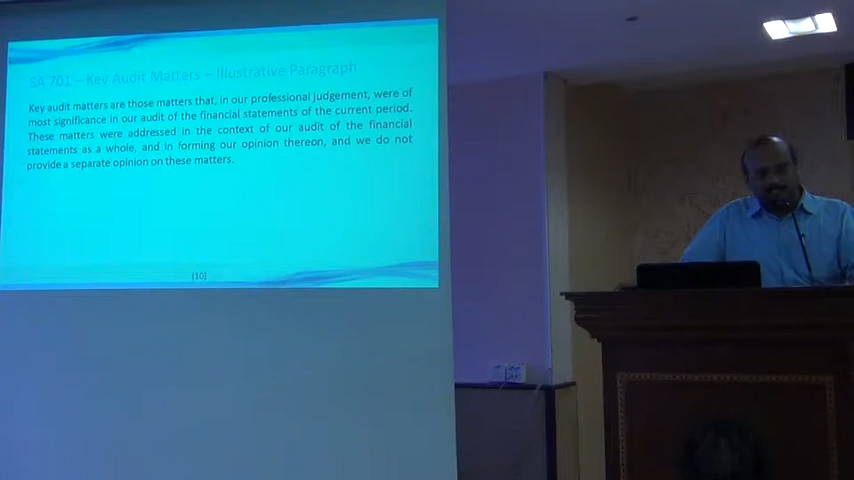 SA 701 – Key Audit Matters – Illustrative Paragraph
Key audit matters are those matters that, in our professional judgement, were of
most significance in our audit of the financial statements of the current period.
These matters were addressed in the context of our audit of the financial
statements as a whole, and in forming our opinion thereon, and we do not
provide a separate opinion on these matters.
(10)